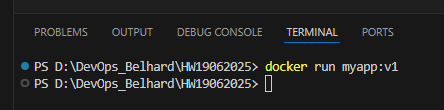 PROBLEMS OUTPUT DEBUG CONSOLE TERMINAL PORTS
PS D:\DevOps_Belhard\HW19062025> docker run myapp:v1
PS D:\DevOps_Belhard\HW19062025>